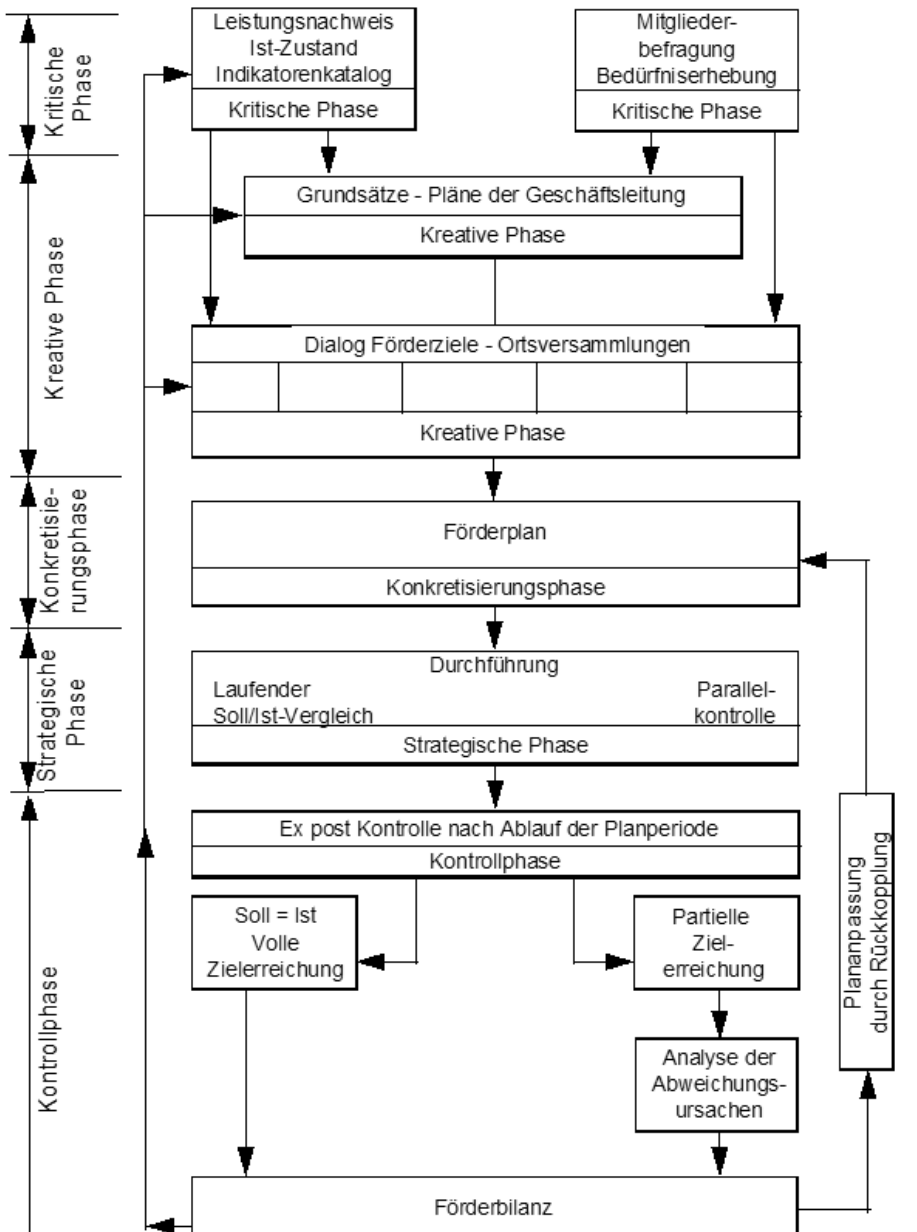 Kritische
Phase
Leistungsnachweis
Ist-Zustand
Indikatorenkatalog
Kritische Phase
Mitglieder-
befragung
Bedürfniserhebung
Kritische Phase
Kreative Phase
Grundsätze - Pläne der Geschäftsleitung
Kreative Phase
Dialog Förderziele - Ortsversammlungen
Kreative Phase
Konkretisie-
rungsphase
Förderplan
Konkretisierungsphase
Strategische
Phase
Durchführung
Laufender
Soll/Ist-Vergleich
Parallel-
kontrolle
Strategische Phase
Kontrollphase
Ex post Kontrolle nach Ablauf der Planperiode
Kontrollphase
Soll = Ist
Volle
Zielerreichung
Partielle
Ziel-
erreichung
Analyse der
Abweichungs-
ursachen
Plananpassung
durch Rückkopplung
Förderbilanz